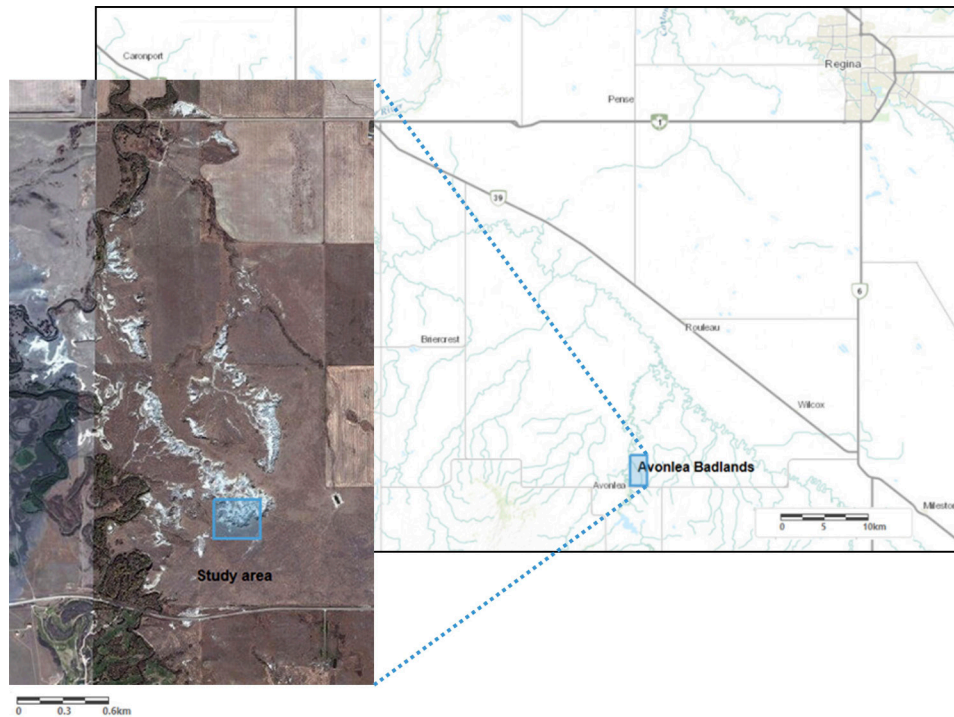 Caronport
Regina
Pense
1
39
6
Briercrest
Rouleau
Wilcox
Avonlea Badlands
Avonlea
Mileston
0 5 10km
Study area
0 0.3 0.6km